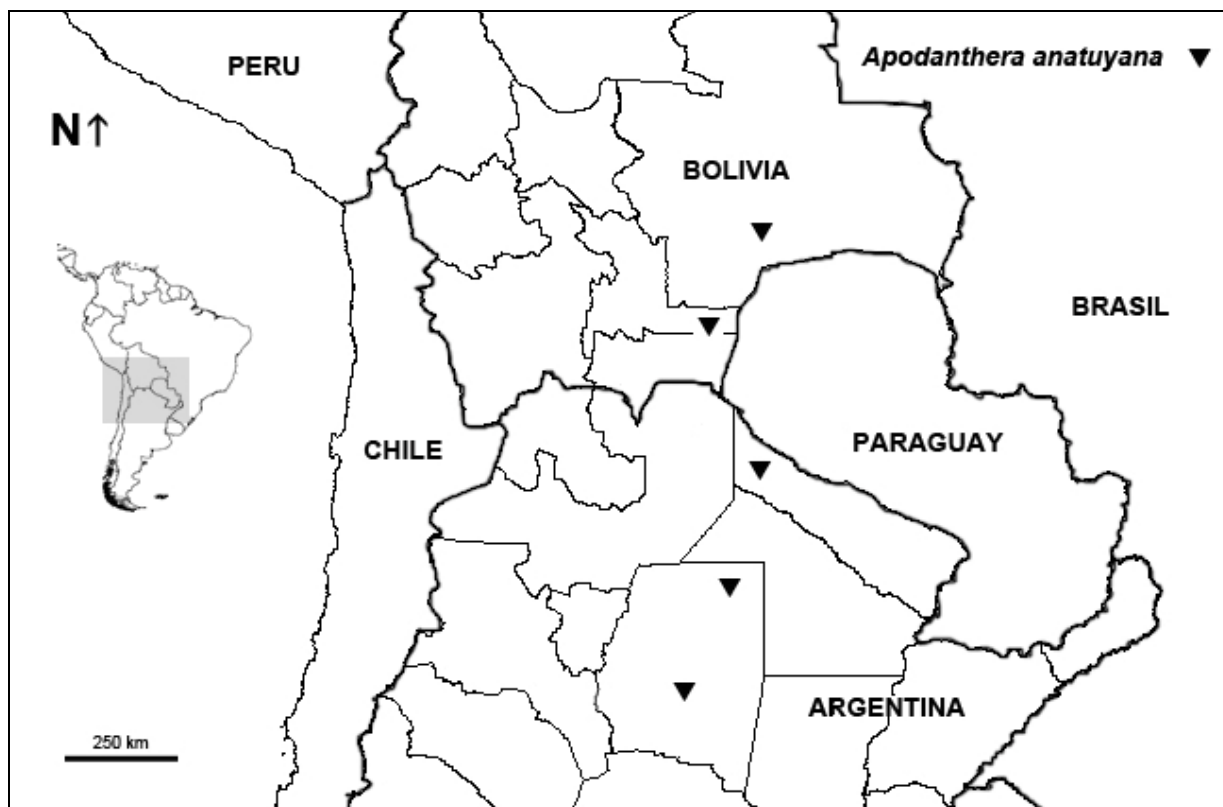 PERU
Apodanthera anatuyana ▼
N↑
BOLIVIA
BRASIL
CHILE
PARAGUAY
ARGENTINA
250 km